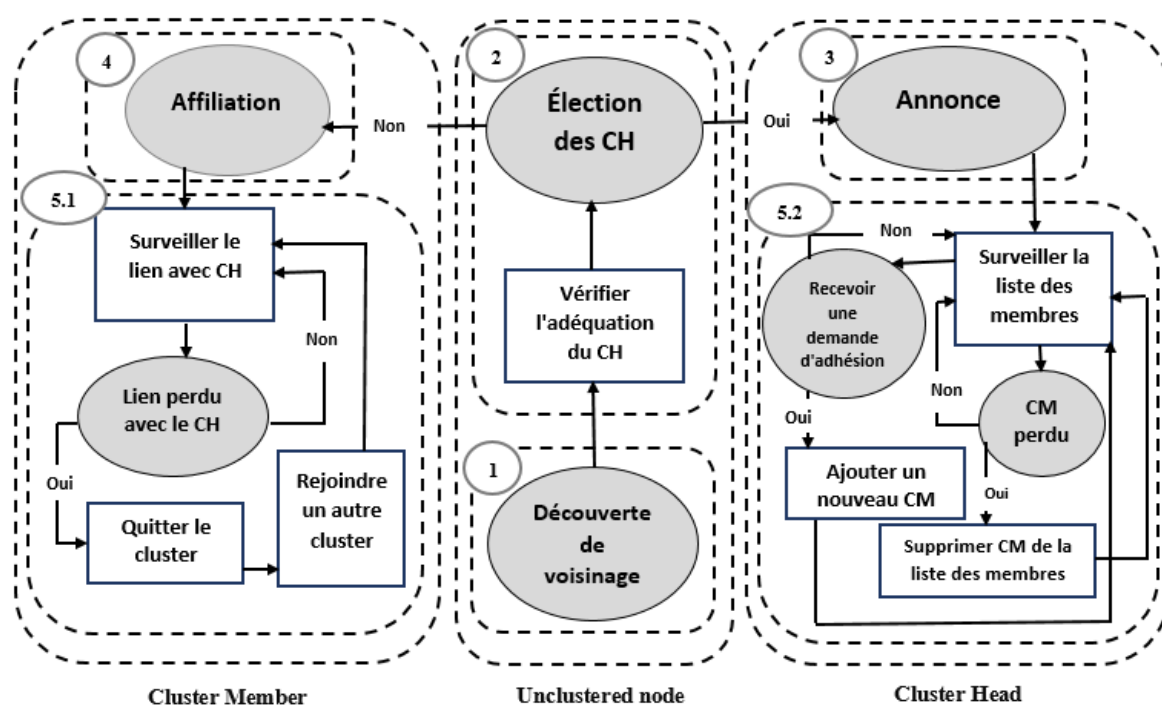 4
Affiliation
Non
5.1
Surveiller le
lien avec CH
Non
Lien perdu
avec le CH
Oui
Quitter le
cluster
Rejoindre
un autre
cluster
Cluster Member
2
Élection
des CH
Vérifier
l'adéquation
du CH
1
Découverte
de
voisinage
Unclustered node
Oui
3
Annonce
5.2
Non
Surveiller la
liste des
membres
Recevoir
une
demande
d'adhésion
Non
CM
perdu
Oui
Ajouter un
nouveau CM
Oui
Supprimer CM de la
liste des membres
Cluster Head